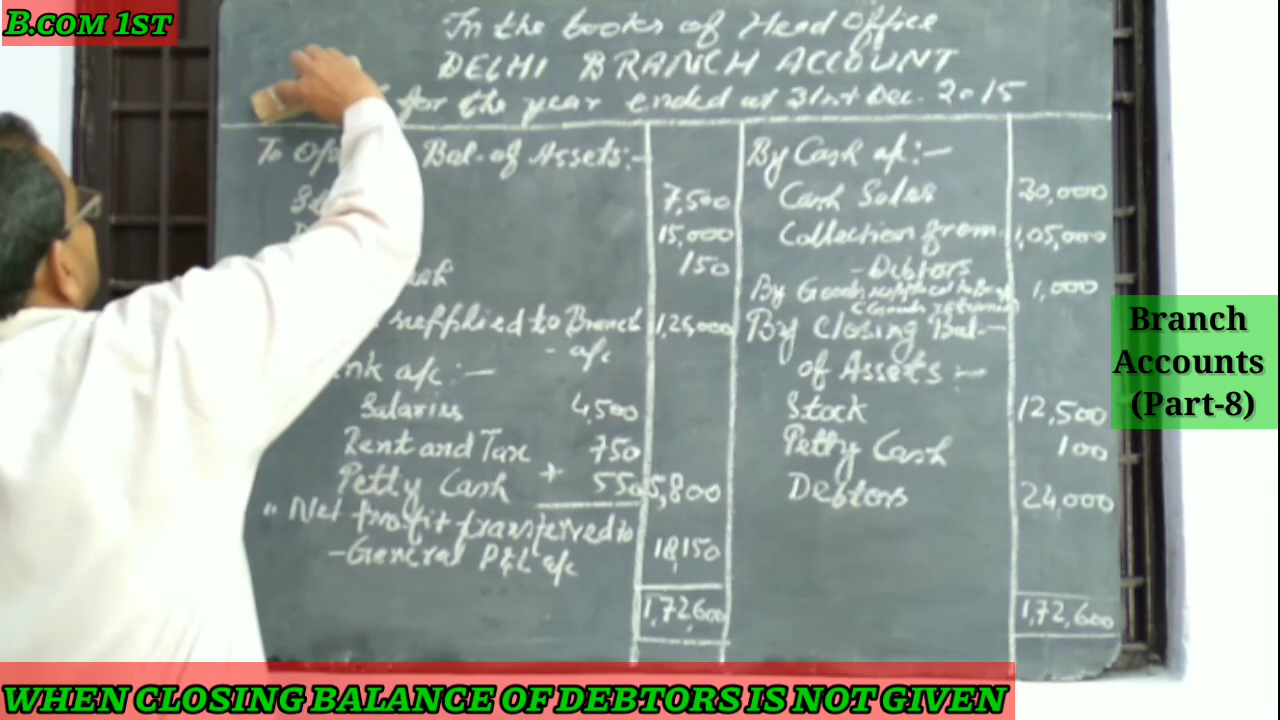 B.COM 1ST
In the books of Head Office
DELHI BRANCH ACCOUNT
for the year ended at 31st Dec. 2015
To Bal. of Assets:-
7,500
15,000
150
supplied to Branch 1,26,000
- a/c
a/c :-
Salaries 4,500
Rent and Tax 750
Petty Cash + 550 5,800
" Net profit transferred to
- General P&L a/c 18,150
1,72,600
By Cash a/c :-
Cash Sales 30,000
Collection from 1,05,000
- Debtors
By Goods 1,000
By Closing Bal.-
of Assets :-
Stock 12,500
Petty Cash 100
Debtors 24,000
1,72,600
Branch
Accounts
(Part-8)
WHEN CLOSING BALANCE OF DEBTORS IS NOT GIVEN